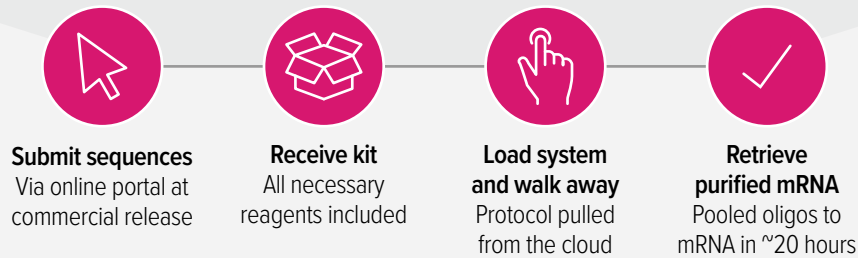 Submit sequences
Via online portal at
commercial release
Receive kit
All necessary
reagents included
Load system
and walk away
Protocol pulled
from the cloud
Retrieve
purified mRNA
Pooled oligos to
mRNA in ~20 hours